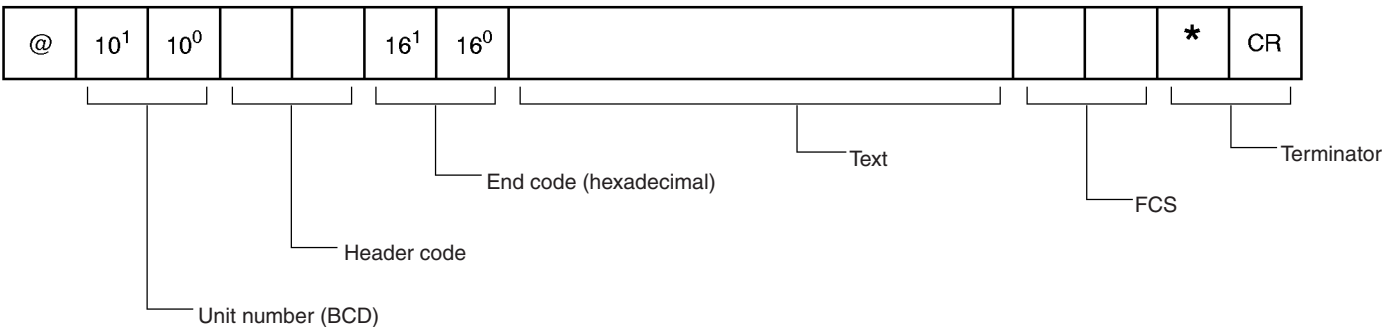 @ 10¹ 10⁰ 16¹ 16⁰ * CR
Text
Terminator
End code (hexadecimal)
FCS
Header code
Unit number (BCD)